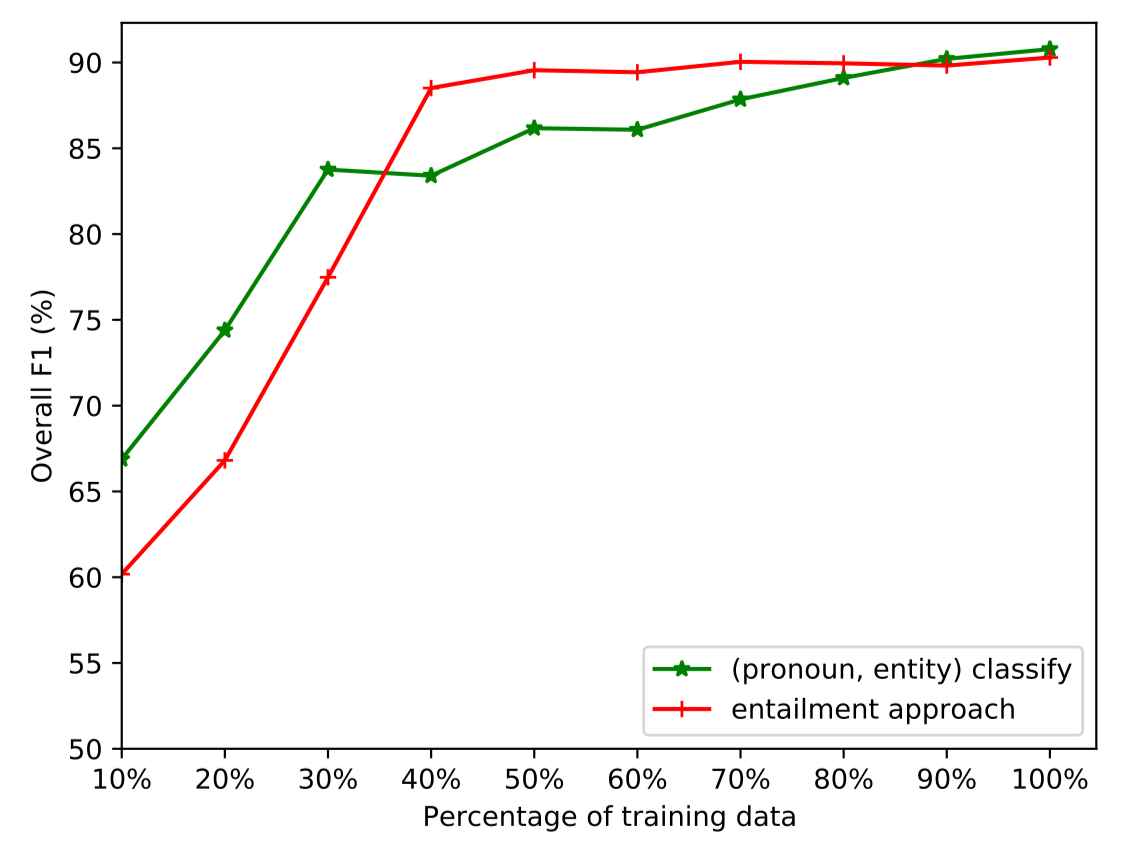 90
85
80
75
70
65
60
55
50
Overall F1 (%)
(pronoun, entity) classify
entailment approach
10% 20% 30% 40% 50% 60% 70% 80% 90% 100%
Percentage of training data